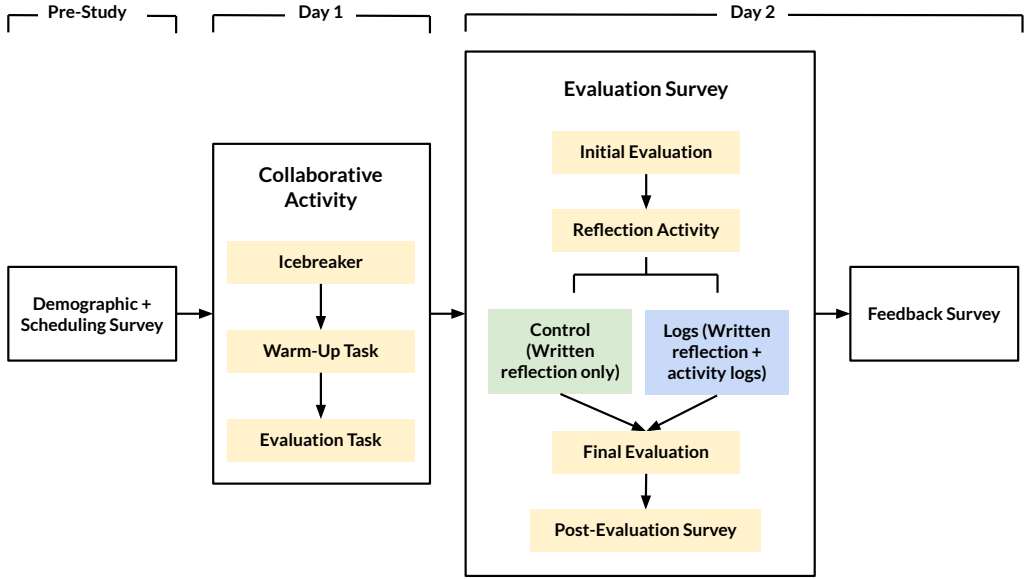 Pre-Study
Day 1
Day 2
Demographic +
Scheduling Survey
Collaborative
Activity
Icebreaker
Warm-Up Task
Evaluation Task
Evaluation Survey
Initial Evaluation
Reflection Activity
Control
(Written
reflection only)
Logs (Written
reflection +
activity logs)
Final Evaluation
Post-Evaluation Survey
Feedback Survey